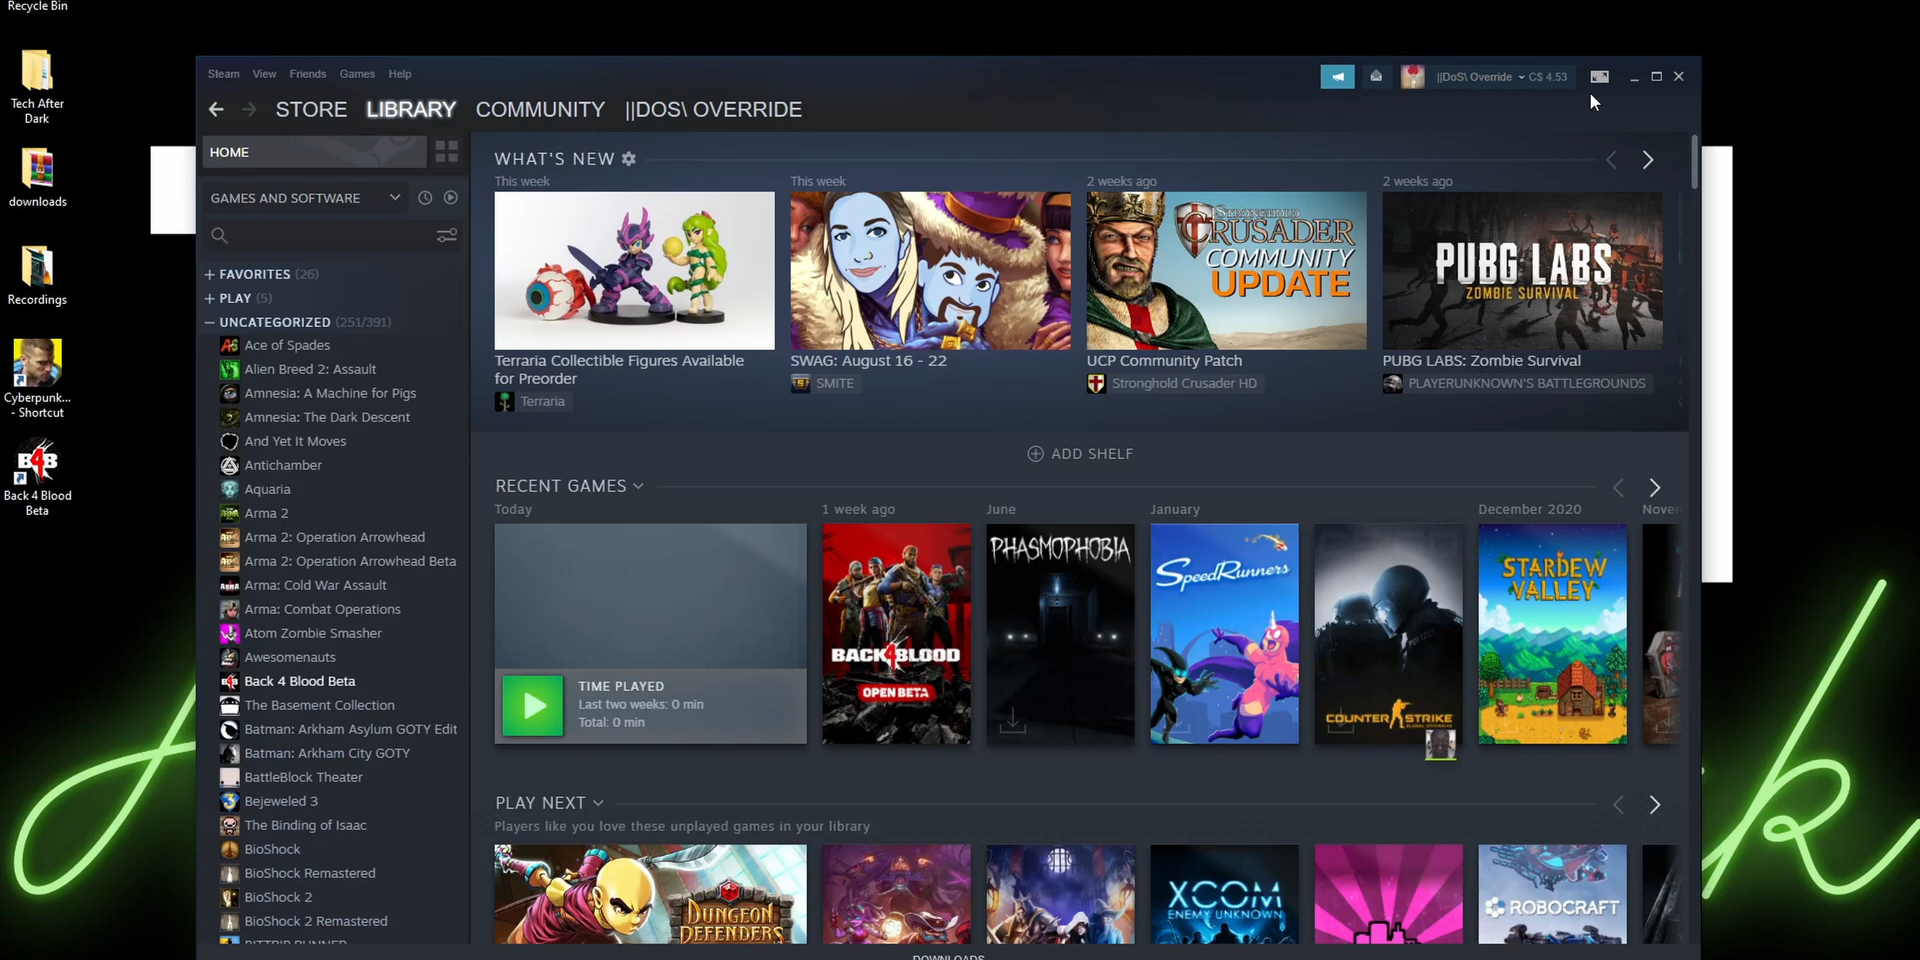 Recycle Bin
Tech After
Dark
downloads
Recordings
Cyberpunk...
- Shortcut
B4B
Back 4 Blood
Beta
Steam View Friends Games Help
||DoS\ Override C$ 4.53
STORE LIBRARY COMMUNITY ||DOS\ OVERRIDE
HOME
GAMES AND SOFTWARE
FAVORITES (26)
PLAY (5)
UNCATEGORIZED (251/391)
Ace of Spades
Alien Breed 2: Assault
Amnesia: A Machine for Pigs
Amnesia: The Dark Descent
And Yet It Moves
Antichamber
Aquaria
Arma 2
Arma 2: Operation Arrowhead
Arma 2: Operation Arrowhead Beta
Arma: Cold War Assault
Arma: Combat Operations
Atom Zombie Smasher
Awesomenauts
Back 4 Blood Beta
The Basement Collection
Batman: Arkham Asylum GOTY Edit
Batman: Arkham City GOTY
BattleBlock Theater
Bejeweled 3
The Binding of Isaac
BioShock
BioShock Remastered
BioShock 2
BioShock 2 Remastered
BIT.TRIP RUNNER
WHAT'S NEW
This week
This week
2 weeks ago
2 weeks ago
STRONGHOLD
CRUSADER
COMMUNITY
UPDATE
PUBG LABS
ZOMBIE SURVIVAL
Terraria Collectible Figures Available
for Preorder
Terraria
SWAG: August 16 - 22
SMITE
UCP Community Patch
Stronghold Crusader HD
PUBG LABS: Zombie Survival
PLAYERUNKNOWN'S BATTLEGROUNDS
ADD SHELF
RECENT GAMES
Today
1 week ago
June
January
December 2020
Nove
TIME PLAYED
Last two weeks: 0 min
Total: 0 min
BACK 4 BLOOD
OPEN BETA
PHASMOPHOBIA
SPEEDRUNNERS
COUNTER STRIKE
GLOBAL OFFENSIVE
STARDEW
VALLEY
PLAY NEXT
Players like you love these unplayed games in your library
DUNGEON
DEFENDERS
XCOM
ENEMY UNKNOWN
ROBOCRAFT
DOWNLOADS